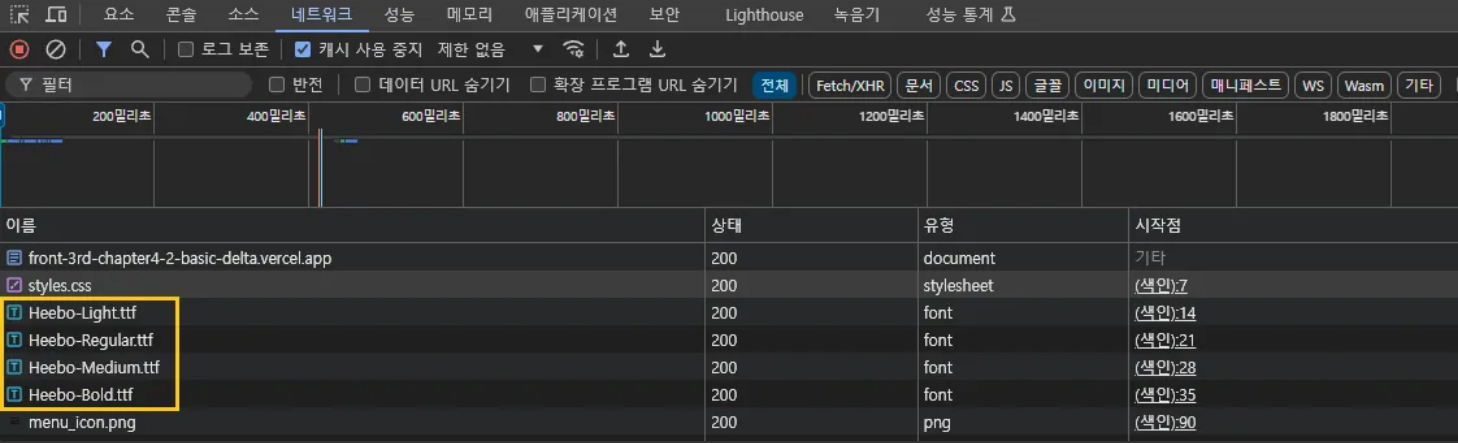 요소 콘솔 소스 네트워크 성능 메모리 애플리케이션 보안 Lighthouse 녹음기 성능 통계
로그 보존 캐시 사용 중지 제한 없음
필터 반전 데이터 URL 숨기기 확장 프로그램 URL 숨기기 전체 Fetch/XHR 문서 CSS JS 글꼴 이미지 미디어 매니페스트 WS Wasm 기타
200밀리초 400밀리초 600밀리초 800밀리초 1000밀리초 1200밀리초 1400밀리초 1600밀리초 1800밀리초
이름 상태 유형 시작점
front-3rd-chapter4-2-basic-delta.vercel.app 200 document 기타
styles.css 200 stylesheet (색인):7
Heebo-Light.ttf 200 font (색인):14
Heebo-Regular.ttf 200 font (색인):21
Heebo-Medium.ttf 200 font (색인):28
Heebo-Bold.ttf 200 font (색인):35
menu_icon.png 200 png (색인):90